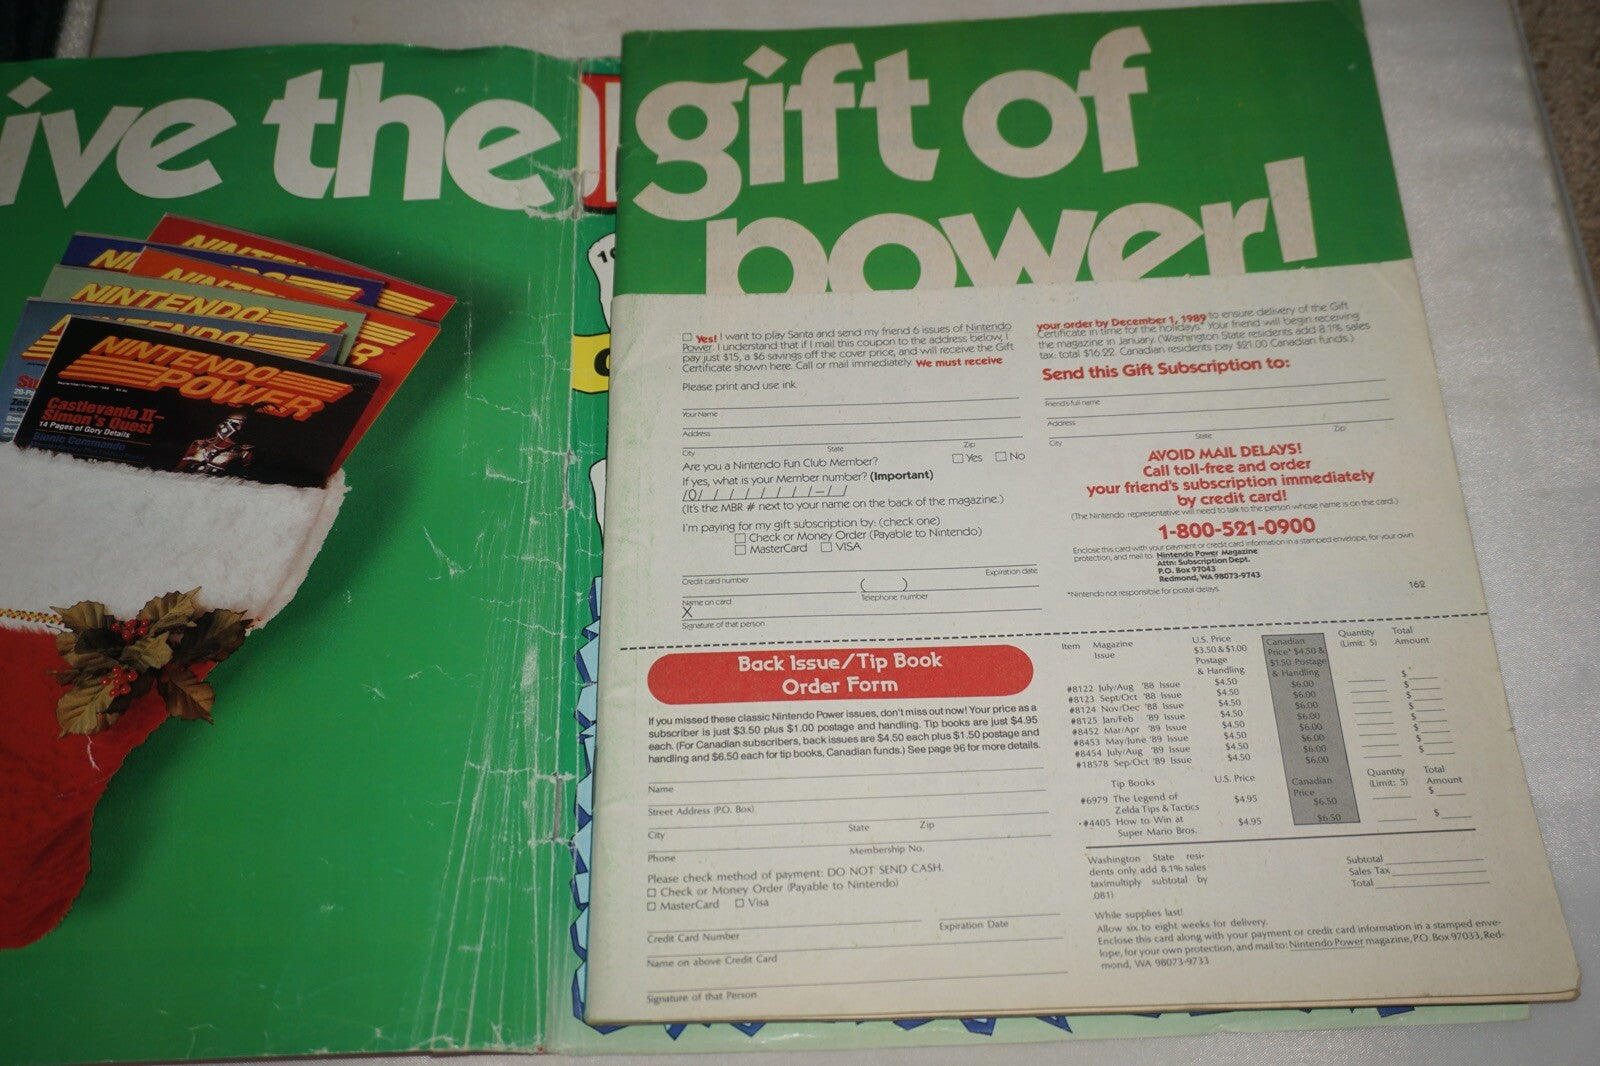 ive the
gift of
power!
NINTENDO
NINTENDO
NINTENDO
NINTENDO
NINTENDO
POWER
Castlevania II-
Simon's Quest
14 Pages of Gory Details
Bionic Commando
☐ Yes! I want to play Santa and send my friend 6 issues of Nintendo
Power. I understand that if I mail this coupon to the address below, I
pay just $15, a $6 savings off the cover price, and will receive the Gift
Certificate shown here. Call or mail immediately. We must receive
Please print and use ink.
Your Name
Address
City State Zip
Are you a Nintendo Fun Club Member? ☐ Yes ☐ No
If yes, what is your Member number? (Important)
/0/ / / / / / / /–/ /
(It's the MBR # next to your name on the back of the magazine.)
I'm paying for my gift subscription by: (check one)
☐ Check or Money Order (Payable to Nintendo)
☐ MasterCard ☐ VISA
Credit card number Expiration date
( )
Name on card Telephone number
X
Signature of that person
your order by December 1, 1989 to ensure delivery of the Gift
Certificate in time for the holidays.* Your friend will begin receiving
the magazine in January. (Washington State residents add 8.1% sales
tax: total $16.22. Canadian residents pay $21.00 Canadian funds.)
Send this Gift Subscription to:
Friend's full name
Address
City State Zip
AVOID MAIL DELAYS!
Call toll-free and order
your friend's subscription immediately
by credit card!
(The Nintendo representative will need to talk to the person whose name is on the card.)
1-800-521-0900
Enclose this card with your payment or credit card information in a stamped envelope, for your own
protection, and mail to: Nintendo Power Magazine
Attn: Subscription Dept.
P.O. Box 97043
Redmond, WA 98073-9743
*Nintendo not responsible for postal delays.
162
Back Issue/Tip Book
Order Form
If you missed these classic Nintendo Power issues, don't miss out now! Your price as a
subscriber is just $3.50 plus $1.00 postage and handling. Tip books are just $4.95
each. (For Canadian subscribers, back issues are $4.50 each plus $1.50 postage and
handling and $6.50 each for tip books, Canadian funds.) See page 96 for more details.
Name
Street Address (P.O. Box)
City State Zip
Phone Membership No.
Please check method of payment: DO NOT SEND CASH.
☐ Check or Money Order (Payable to Nintendo)
☐ MasterCard ☐ Visa
Credit Card Number Expiration Date
Name on above Credit Card
Signature of that Person
Item Magazine Issue U.S. Price $3.50 & $1.00 Postage & Handling Canadian Price* $4.50 & $1.50 Postage & Handling Quantity (Limit: 5) Total Amount
#8122 July/Aug '88 Issue $4.50 $6.00 $
#8123 Sept/Oct '88 Issue $4.50 $6.00 $
#8124 Nov/Dec '88 Issue $4.50 $6.00 $
#8125 Jan/Feb '89 Issue $4.50 $6.00 $
#8452 Mar/Apr '89 Issue $4.50 $6.00 $
#8453 May/June '89 Issue $4.50 $6.00 $
#8454 July/Aug '89 Issue $4.50 $6.00 $
#18578 Sep/Oct '89 Issue $4.50 $6.00 $
Tip Books U.S. Price Canadian Price Quantity (Limit: 5) Total Amount
#6979 The Legend of
Zelda Tips & Tactics $4.95 $6.50 $
#4405 How to Win at
Super Mario Bros. $4.95 $6.50 $
Washington State resi-
dents only add 8.1% sales
tax(multiply subtotal by
.081)
Subtotal
Sales Tax
Total
While supplies last!
Allow six to eight weeks for delivery.
Enclose this card along with your payment or credit card information in a stamped enve-
lope, for your own protection, and mail to: Nintendo Power magazine, P.O. Box 97033, Red-
mond, WA 98073-9733